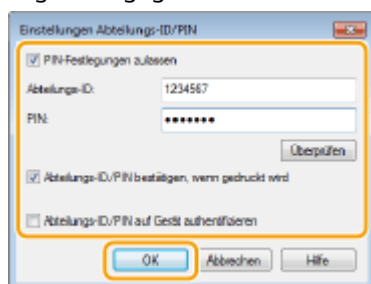 Einstellungen Abteilungs-ID/PIN
PIN-Festlegungen zulassen
Abteilungs-ID: 1234567
PIN: •••••••
Überprüfen
Abteilungs-ID/PIN bestätigen, wenn gedruckt wird
Abteilungs-ID/PIN auf Gerät authentifizieren
OK Abbrechen Hilfe